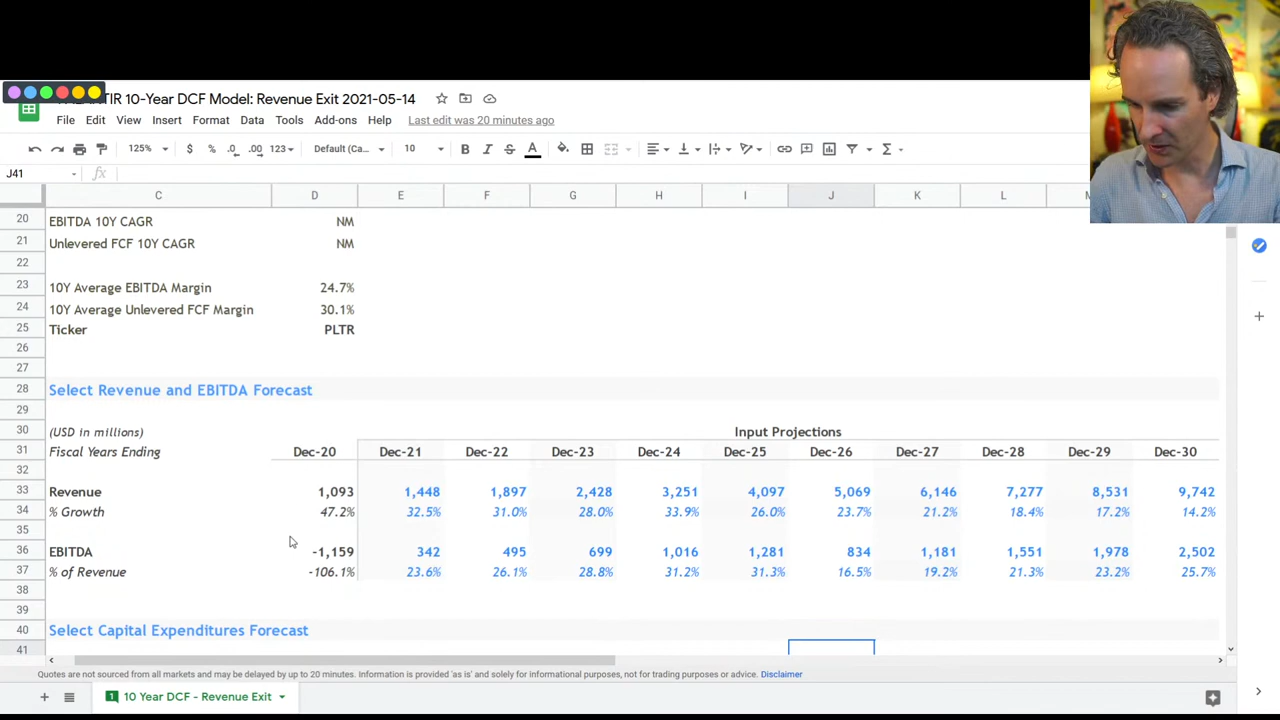 TIR 10-Year DCF Model: Revenue Exit 2021-05-14
File Edit View Insert Format Data Tools Add-ons Help Last edit was 20 minutes ago
125% $ % .0 .00 123 Default (Ca... 10 B I S A
J41 fx
C D E F G H I J K L M
20 EBITDA 10Y CAGR NM
21 Unlevered FCF 10Y CAGR NM
22
23 10Y Average EBITDA Margin 24.7%
24 10Y Average Unlevered FCF Margin 30.1%
25 Ticker PLTR
26
27
28 Select Revenue and EBITDA Forecast
29
30 (USD in millions) Input Projections
31 Fiscal Years Ending Dec-20 Dec-21 Dec-22 Dec-23 Dec-24 Dec-25 Dec-26 Dec-27 Dec-28 Dec-29 Dec-30
32
33 Revenue 1,093 1,448 1,897 2,428 3,251 4,097 5,069 6,146 7,277 8,531 9,742
34 % Growth 47.2% 32.5% 31.0% 28.0% 33.9% 26.0% 23.7% 21.2% 18.4% 17.2% 14.2%
35
36 EBITDA -1,159 342 495 699 1,016 1,281 834 1,181 1,551 1,978 2,502
37 % of Revenue -106.1% 23.6% 26.1% 28.8% 31.2% 31.3% 16.5% 19.2% 21.3% 23.2% 25.7%
38
39
40 Select Capital Expenditures Forecast
41
Quotes are not sourced from all markets and may be delayed by up to 20 minutes. Information is provided 'as is' and solely for informational purposes, not for trading purposes or advice. Disclaimer
1 10 Year DCF - Revenue Exit